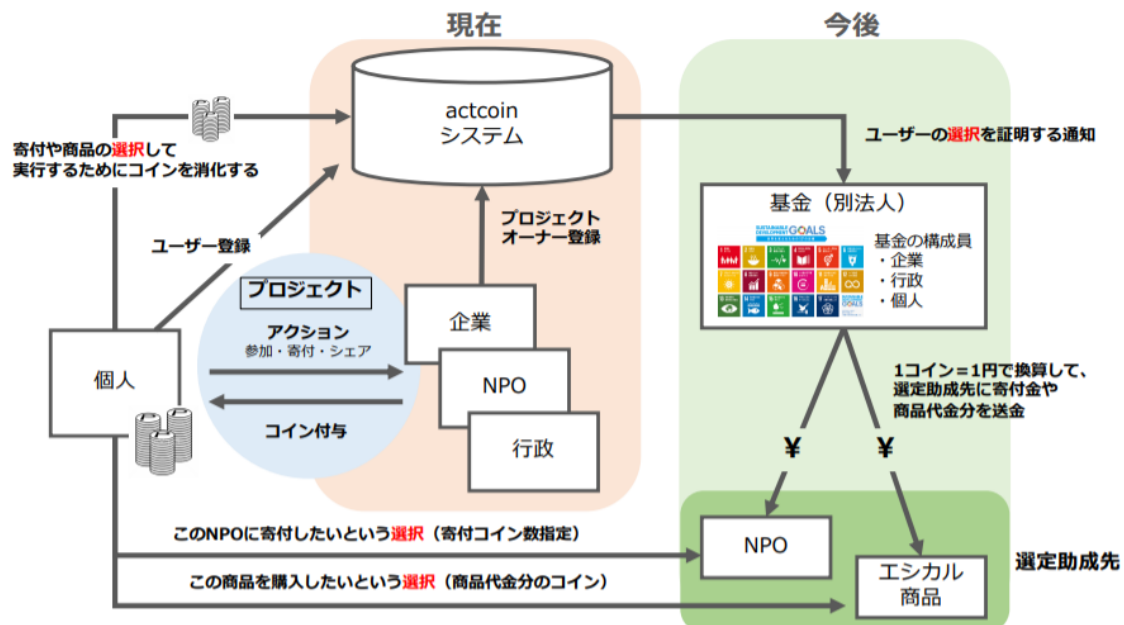 現在
今後
actcoin
システム
寄付や商品の選択して
実行するためにコインを消化する
ユーザーの選択を証明する通知
ユーザー登録
プロジェクト
オーナー登録
基金（別法人）
SUSTAINABLE
DEVELOPMENT
GOALS
基金の構成員
・企業
・行政
・個人
プロジェクト
アクション
参加・寄付・シェア
コイン付与
個人
企業
NPO
行政
1コイン＝1円で換算して、
選定助成先に寄付金や
商品代金分を送金
¥
¥
このNPOに寄付したいという選択（寄付コイン数指定）
この商品を購入したいという選択（商品代金分のコイン）
NPO
エシカル
商品
選定助成先